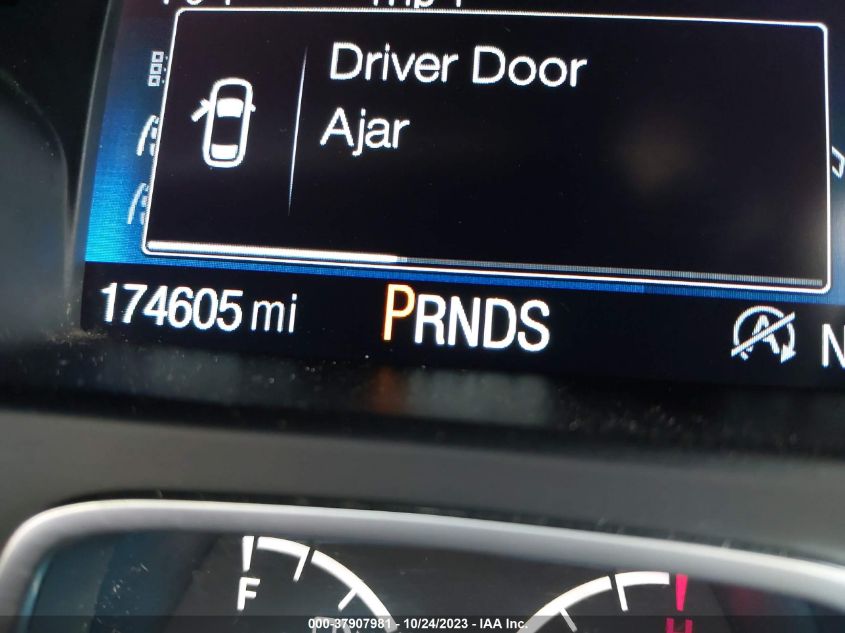 Driver Door
Ajar
174605 mi
PRNDS
A
N
F
H
000-37907981 - 10/24/2023 - IAA Inc.